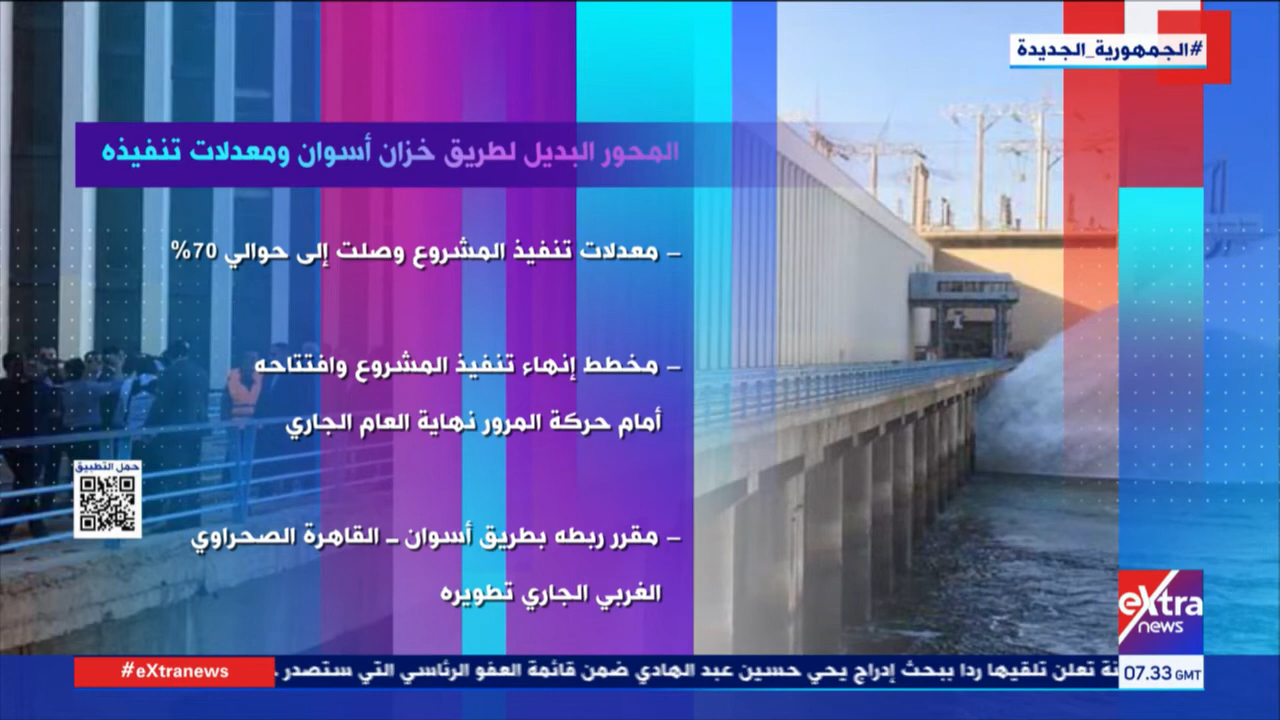 #الجمهورية_الجديدة
المحور البديل لطريق خزان أسوان ومعدلات تنفيذه
– معدلات تنفيذ المشروع وصلت إلى حوالي 70%
– مخطط إنهاء تنفيذ المشروع وافتتاحه
أمام حركة المرور نهاية العام الجاري
حمل التطبيق
– مقرر ربطه بطريق أسوان – القاهرة الصحراوي
الغربي الجاري تطويره
eXtra
news
#eXtranews
تعلن تلقيها ردا ببحث إدراج يحي حسين عبد الهادي ضمن قائمة العفو الرئاسي التي ستصدر
07.33 GMT